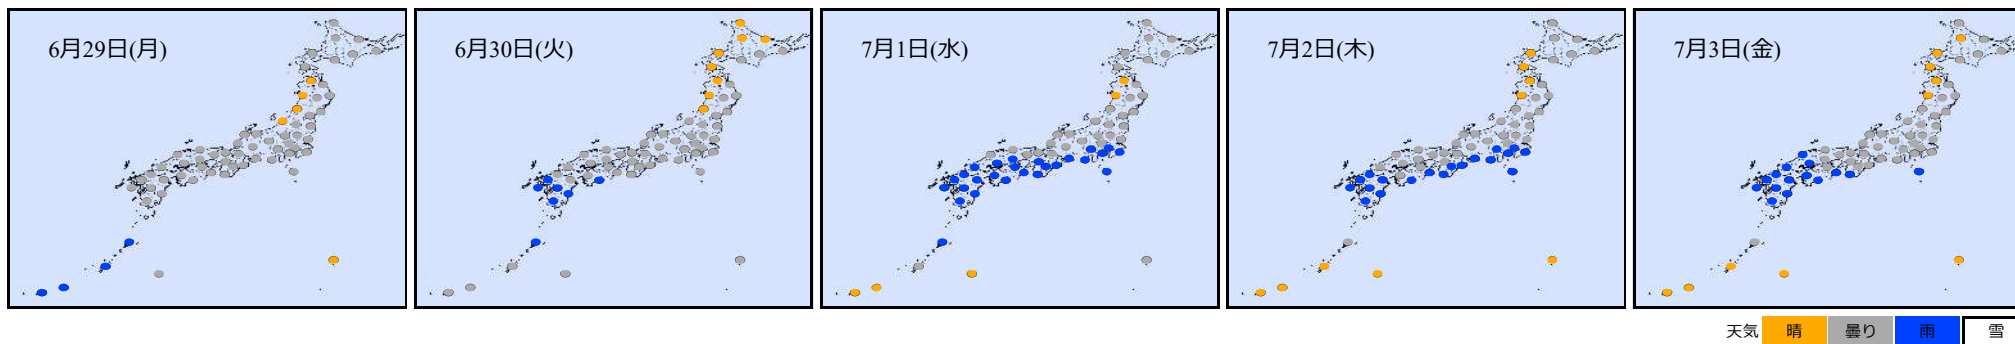 6月29日(月)
6月30日(火)
7月1日(水)
7月2日(木)
7月3日(金)
天気 晴 曇り 雨 雪